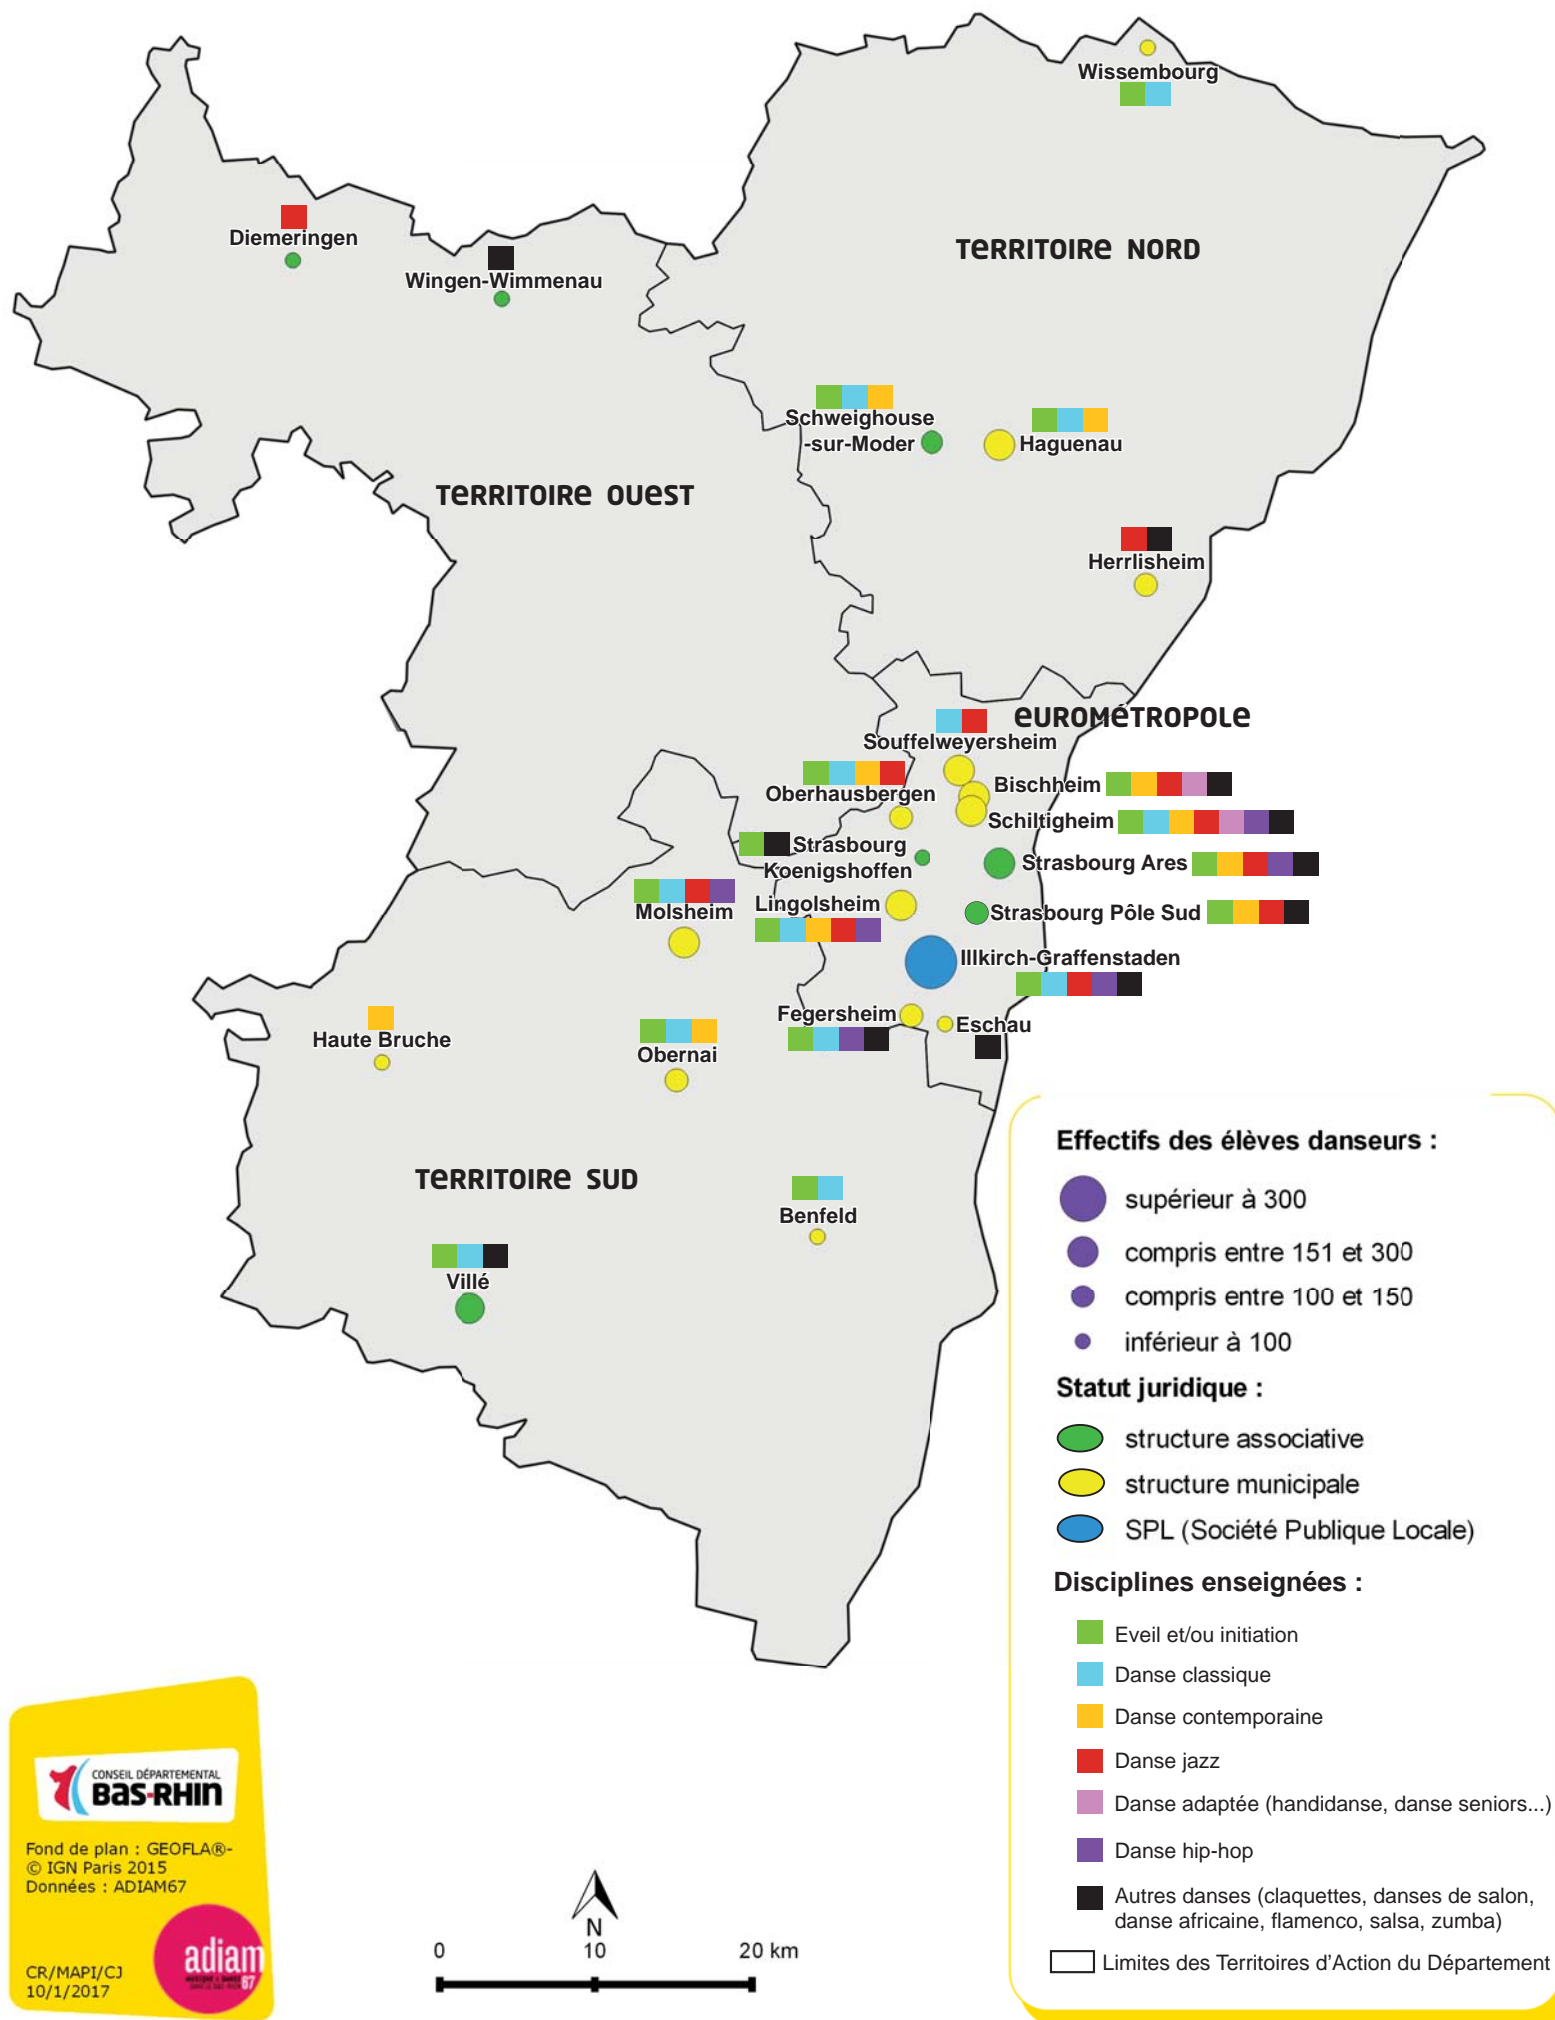 Wissembourg
Diemeringen
Wingen-Wimmenau
TERRITOIRE NORD
Schweighouse
-sur-Moder
Haguenau
TERRITOIRE OUEST
Herrlisheim
EUROMÉTROPOLE
Souffelweyersheim
Bischheim
Oberhausbergen
Schiltigheim
Strasbourg
Koenigshoffen
Strasbourg Ares
Molsheim
Lingolsheim
Strasbourg Pôle Sud
Illkirch-Graffenstaden
Fegersheim
Eschau
Haute Bruche
Obernai
TERRITOIRE SUD
Benfeld
Villé
Effectifs des élèves danseurs :
supérieur à 300
compris entre 151 et 300
compris entre 100 et 150
inférieur à 100
Statut juridique :
structure associative
structure municipale
SPL (Société Publique Locale)
Disciplines enseignées :
Eveil et/ou initiation
Danse classique
Danse contemporaine
Danse jazz
Danse adaptée (handidanse, danse seniors...)
Danse hip-hop
Autres danses (claquettes, danses de salon,
danse africaine, flamenco, salsa, zumba)
Limites des Territoires d'Action du Département
CONSEIL DÉPARTEMENTAL
BAS-RHIN
Fond de plan : GEOFLA®-
© IGN Paris 2015
Données : ADIAM67
adiam
67
CR/MAPI/CJ
10/1/2017
N
0 10 20 km